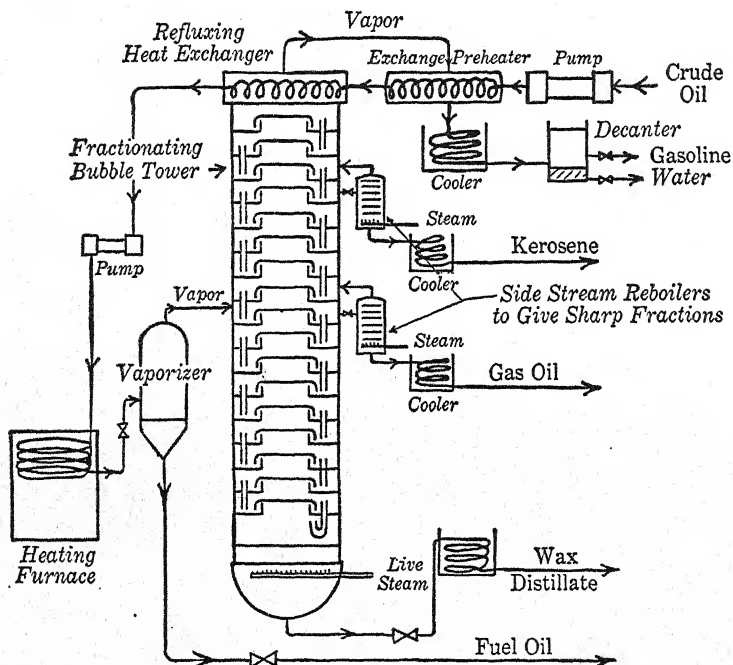 Vapor
Refluxing
Heat Exchanger
Exchange Preheater
Pump
Crude
Oil
Decanter
Gasoline
Water
Cooler
Fractionating
Bubble Tower
Steam
Kerosene
Cooler
Pump
Vapor
Side Stream Reboilers
to Give Sharp Fractions
Steam
Vaporizer
Gas Oil
Cooler
Heating
Furnace
Live
Steam
Wax
Distillate
Fuel Oil